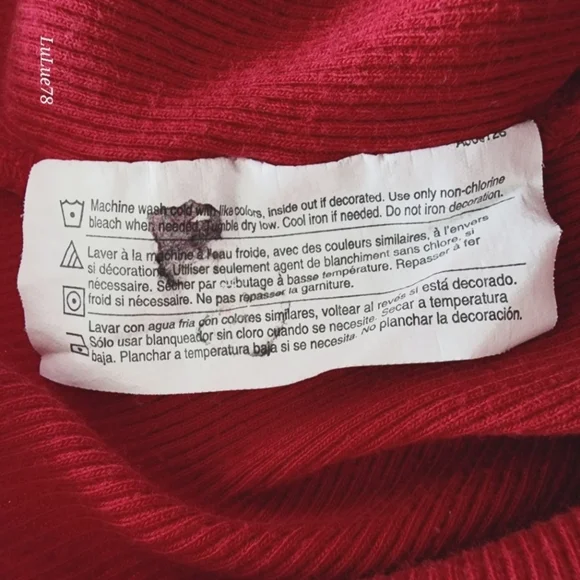 LuLue78
Machine wash cold with like colors, inside out if decorated. Use only non-chlorine
bleach when needed. Tumble dry low. Cool iron if needed. Do not iron decoration.
Laver à la machine à l'eau froide, avec des couleurs similaires, à l'envers
si décoration. Utiliser seulement agent de blanchiment sans chlore, si
nécessaire. Sécher par culbutage à basse température. Repasser à fer
froid si nécessaire. Ne pas repasser la garniture.
Lavar con agua fria con colores similares, voltear al revés si está decorado.
Sólo usar blanqueador sin cloro cuando se necesite. Secar a temperatura
baja. Planchar a temperatura baja si se necesita. No planchar la decoración.